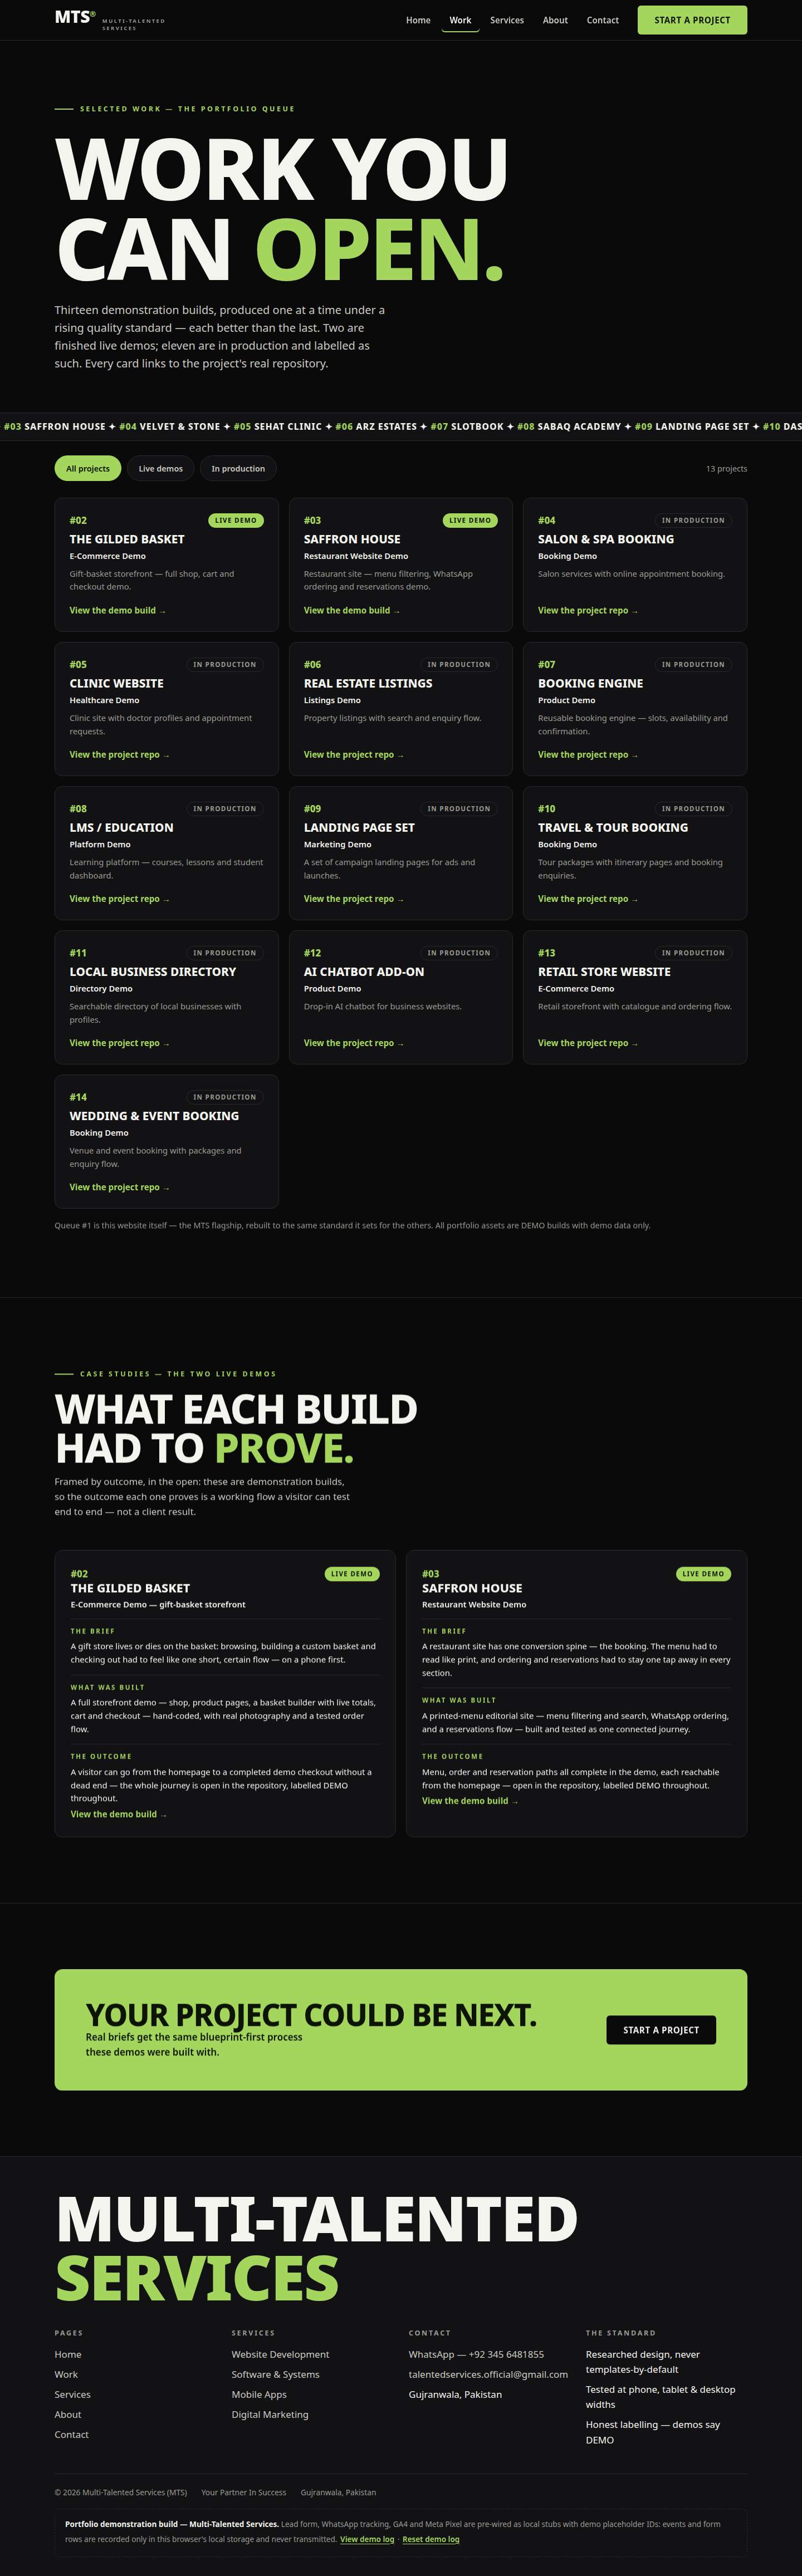 MTS®
MULTI-TALENTED
SERVICES
Home
Work
Services
About
Contact
START A PROJECT
SELECTED WORK — THE PORTFOLIO QUEUE
WORK YOU
CAN OPEN.
Thirteen demonstration builds, produced one at a time under a
rising quality standard — each better than the last. Two are
finished live demos; eleven are in production and labelled as
such. Every card links to the project's real repository.
#03 SAFFRON HOUSE ✦ #04 VELVET & STONE ✦ #05 SEHAT CLINIC ✦ #06 ARZ ESTATES ✦ #07 SLOTBOOK ✦ #08 SABAQ ACADEMY ✦ #09 LANDING PAGE SET ✦ #10 DAS
All projects
Live demos
In production
13 projects
#02
LIVE DEMO
THE GILDED BASKET
E-Commerce Demo
Gift-basket storefront — full shop, cart and
checkout demo.
View the demo build →
#03
LIVE DEMO
SAFFRON HOUSE
Restaurant Website Demo
Restaurant site — menu filtering, WhatsApp
ordering and reservations demo.
View the demo build →
#04
IN PRODUCTION
SALON & SPA BOOKING
Booking Demo
Salon services with online appointment booking.
View the project repo →
#05
IN PRODUCTION
CLINIC WEBSITE
Healthcare Demo
Clinic site with doctor profiles and appointment
requests.
View the project repo →
#06
IN PRODUCTION
REAL ESTATE LISTINGS
Listings Demo
Property listings with search and enquiry flow.
View the project repo →
#07
IN PRODUCTION
BOOKING ENGINE
Product Demo
Reusable booking engine — slots, availability and
confirmation.
View the project repo →
#08
IN PRODUCTION
LMS / EDUCATION
Platform Demo
Learning platform — courses, lessons and student
dashboard.
View the project repo →
#09
IN PRODUCTION
LANDING PAGE SET
Marketing Demo
A set of campaign landing pages for ads and
launches.
View the project repo →
#10
IN PRODUCTION
TRAVEL & TOUR BOOKING
Booking Demo
Tour packages with itinerary pages and booking
enquiries.
View the project repo →
#11
IN PRODUCTION
LOCAL BUSINESS DIRECTORY
Directory Demo
Searchable directory of local businesses with
profiles.
View the project repo →
#12
IN PRODUCTION
AI CHATBOT ADD-ON
Product Demo
Drop-in AI chatbot for business websites.
View the project repo →
#13
IN PRODUCTION
RETAIL STORE WEBSITE
E-Commerce Demo
Retail storefront with catalogue and ordering flow.
View the project repo →
#14
IN PRODUCTION
WEDDING & EVENT BOOKING
Booking Demo
Venue and event booking with packages and
enquiry flow.
View the project repo →
Queue #1 is this website itself — the MTS flagship, rebuilt to the same standard it sets for the others. All portfolio assets are DEMO builds with demo data only.
CASE STUDIES — THE TWO LIVE DEMOS
WHAT EACH BUILD
HAD TO PROVE.
Framed by outcome, in the open: these are demonstration builds,
so the outcome each one proves is a working flow a visitor can test
end to end — not a client result.
#02
LIVE DEMO
THE GILDED BASKET
E-Commerce Demo — gift-basket storefront
THE BRIEF
A gift store lives or dies on the basket: browsing, building a custom basket and
checking out had to feel like one short, certain flow — on a phone first.
WHAT WAS BUILT
A full storefront demo — shop, product pages, a basket builder with live totals,
cart and checkout — hand-coded, with real photography and a tested order
flow.
THE OUTCOME
A visitor can go from the homepage to a completed demo checkout without a
dead end — the whole journey is open in the repository, labelled DEMO
throughout.
View the demo build →
#03
LIVE DEMO
SAFFRON HOUSE
Restaurant Website Demo
THE BRIEF
A restaurant site has one conversion spine — the booking. The menu had to
read like print, and ordering and reservations had to stay one tap away in every
section.
WHAT WAS BUILT
A printed-menu editorial site — menu filtering and search, WhatsApp ordering,
and a reservations flow — built and tested as one connected journey.
THE OUTCOME
Menu, order and reservation paths all complete in the demo, each reachable
from the homepage — open in the repository, labelled DEMO throughout.
View the demo build →
YOUR PROJECT COULD BE NEXT.
Real briefs get the same blueprint-first process
these demos were built with.
START A PROJECT
MULTI-TALENTED
SERVICES
PAGES
Home
Work
Services
About
Contact
SERVICES
Website Development
Software & Systems
Mobile Apps
Digital Marketing
CONTACT
WhatsApp — +92 345 6481855
talentedservices.official@gmail.com
Gujranwala, Pakistan
THE STANDARD
Researched design, never
templates-by-default
Tested at phone, tablet & desktop
widths
Honest labelling — demos say
DEMO
© 2026 Multi-Talented Services (MTS)
Your Partner In Success
Gujranwala, Pakistan
Portfolio demonstration build — Multi-Talented Services. Lead form, WhatsApp tracking, GA4 and Meta Pixel are pre-wired as local stubs with demo placeholder IDs: events and form
rows are recorded only in this browser's local storage and never transmitted. View demo log · Reset demo log